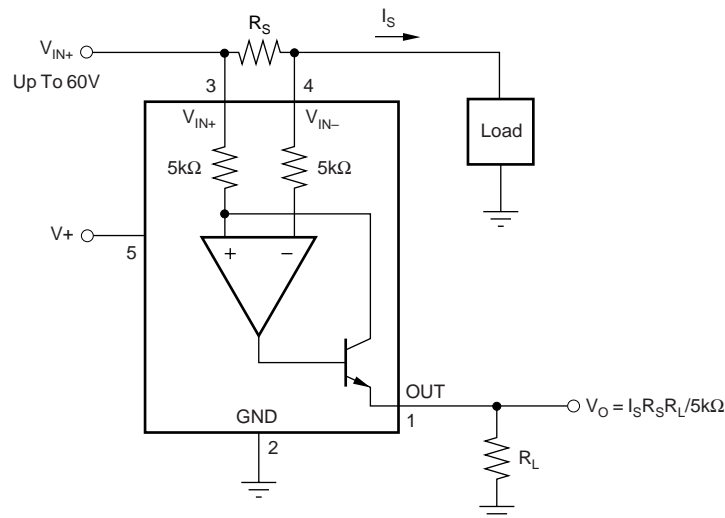 R_S
I_S
V_IN+
Up To 60V
3
4
V_IN+
V_IN–
5kΩ
5kΩ
Load
V+
5
+
–
OUT
1
V_O = I_SR_SR_L/5kΩ
GND
2
R_L